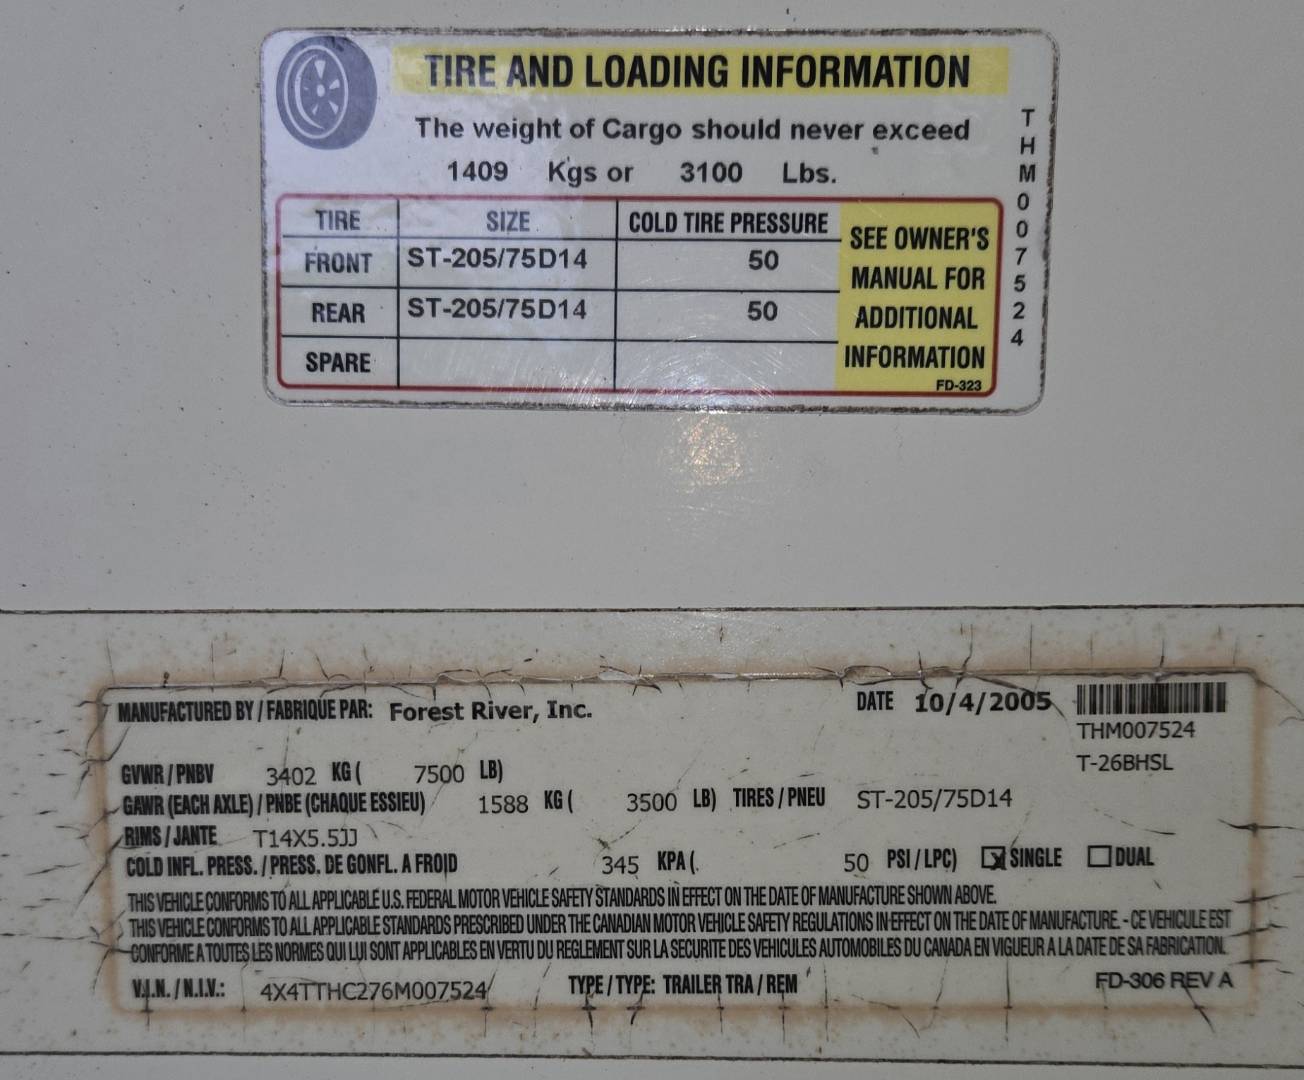 TIRE AND LOADING INFORMATION
The weight of Cargo should never exceed
1409 Kgs or 3100 Lbs.
TIRE SIZE COLD TIRE PRESSURE
FRONT ST-205/75D14 50
REAR ST-205/75D14 50
SPARE
SEE OWNER'S
MANUAL FOR
ADDITIONAL
INFORMATION
FD-323
THM007524
MANUFACTURED BY / FABRIQUE PAR: Forest River, Inc. DATE 10/4/2005
THM007524
T-26BHSL
GVWR / PNBV 3402 KG ( 7500 LB)
GAWR (EACH AXLE) / PNBE (CHAQUE ESSIEU) 1588 KG ( 3500 LB) TIRES / PNEU ST-205/75D14
RIMS / JANTE T14X5.5JJ
COLD INFL. PRESS. / PRESS. DE GONFL. A FROID 345 KPA (. 50 PSI / LPC) SINGLE DUAL
THIS VEHICLE CONFORMS TO ALL APPLICABLE U.S. FEDERAL MOTOR VEHICLE SAFETY STANDARDS IN EFFECT ON THE DATE OF MANUFACTURE SHOWN ABOVE.
THIS VEHICLE CONFORMS TO ALL APPLICABLE STANDARDS PRESCRIBED UNDER THE CANADIAN MOTOR VEHICLE SAFETY REGULATIONS IN EFFECT ON THE DATE OF MANUFACTURE. - CE VEHICULE EST
CONFORME A TOUTES LES NORMES QUI LUI SONT APPLICABLES EN VERTU DU REGLEMENT SUR LA SECURITE DES VEHICULES AUTOMOBILES DU CANADA EN VIGUEUR A LA DATE DE SA FABRICATION.
V.I.N. / N.I.V.: 4X4TTHC276M007524 TYPE / TYPE: TRAILER TRA / REM FD-306 REV A